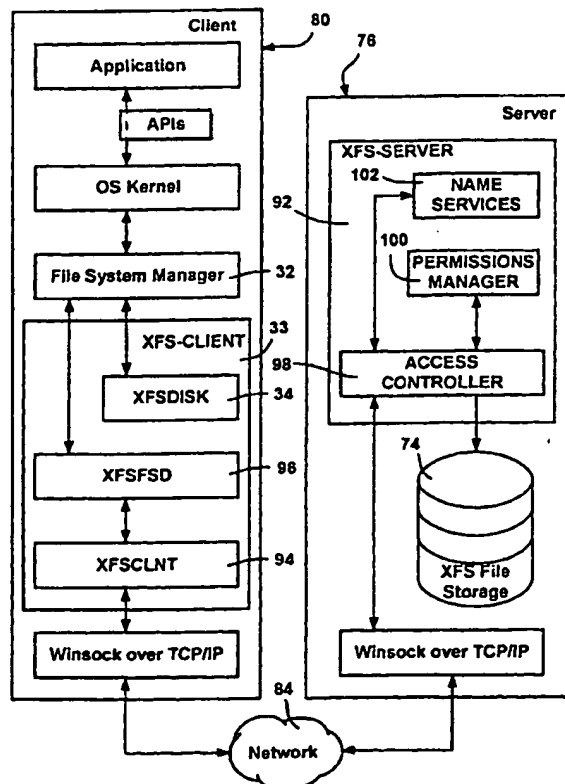 Client
80
Application
APIs
OS Kernel
File System Manager
32
XFS-CLIENT
33
XFSDISK
34
XFSFSD
96
XFSCLNT
94
Winsock over TCP/IP
76
Server
XFS-SERVER
102
NAME
SERVICES
92
100
PERMISSIONS
MANAGER
98
ACCESS
CONTROLLER
74
XFS File
Storage
Winsock over TCP/IP
84
Network